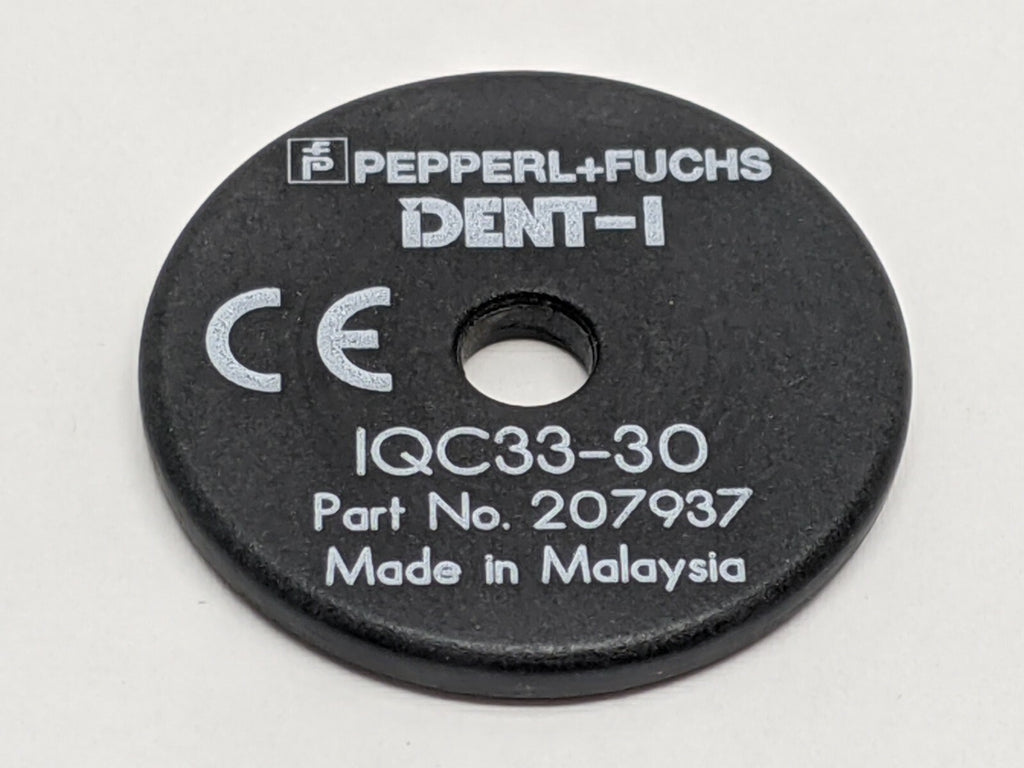 PEPPERL+FUCHS
IDENT-I
CE
IQC33-30
Part No. 207937
Made in Malaysia